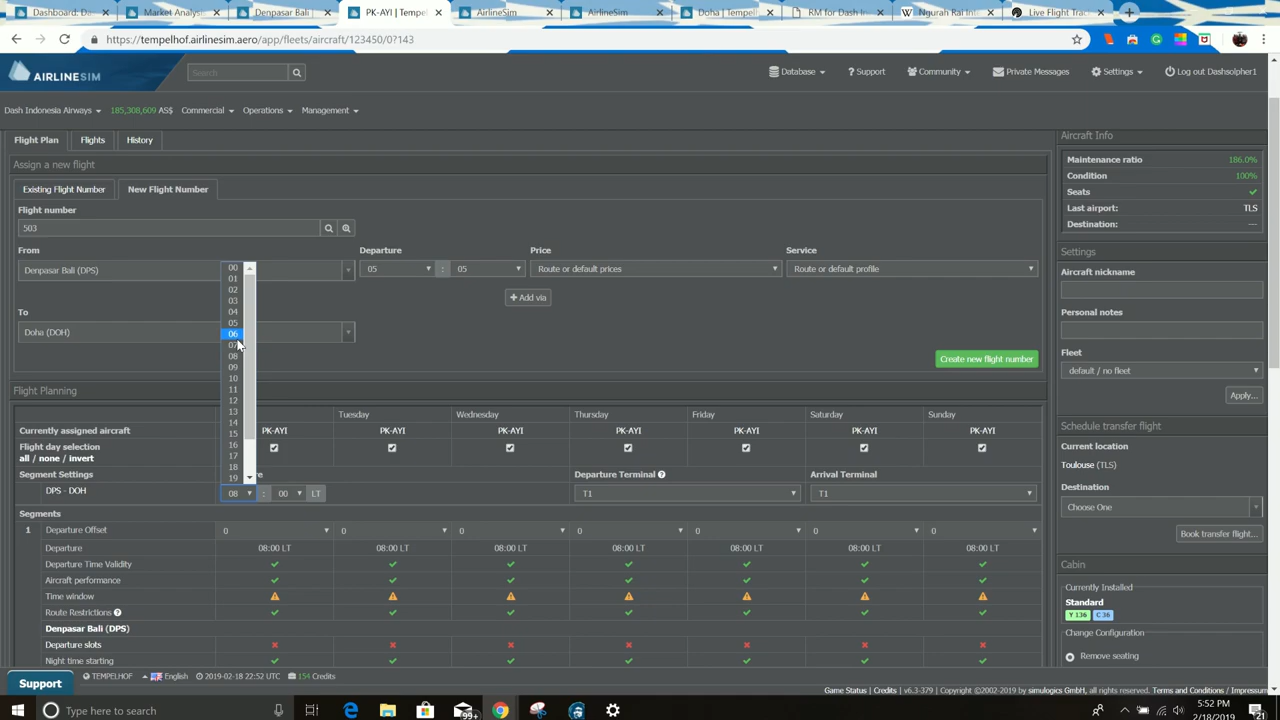 Dashboard: Da
Market Analysis
Denpasar Bali
PK-AYI | Tempel
AirlineSim
AirlineSim
Doha | Tempelh
RM for Dash In
Ngurah Rai Int
Live Flight Trac
https://tempelhof.airlinesim.aero/app/fleets/aircraft/123450/0?143
AIRLINESIM
Search
Database
Support
Community
Private Messages
Settings
Log out Dashsolpher1
Dash Indonesia Airways
185,308,609 AS$
Commercial
Operations
Management
Flight Plan
Flights
History
Assign a new flight
Existing Flight Number
New Flight Number
Flight number
503
From
Departure
Price
Service
Denpasar Bali (DPS)
05 : 05
Route or default prices
Route or default profile
Add via
To
Doha (DOH)
Create new flight number
00
01
02
03
04
05
06
07
08
09
10
11
12
13
14
15
16
17
18
19
Flight Planning
Tuesday
Wednesday
Thursday
Friday
Saturday
Sunday
Currently assigned aircraft
PK-AYI PK-AYI PK-AYI PK-AYI PK-AYI PK-AYI PK-AYI
Flight day selection
all / none / invert
Segment Settings
Departure Terminal
Arrival Terminal
DPS - DOH
08 : 00 LT
T1
T1
Segments
1 Departure Offset 0 0 0 0 0 0 0
Departure 08:00 LT 08:00 LT 08:00 LT 08:00 LT 08:00 LT 08:00 LT 08:00 LT
Departure Time Validity
Aircraft performance
Time window
Route Restrictions
Denpasar Bali (DPS)
Departure slots
Night time starting
Aircraft Info
Maintenance ratio 186.0%
Condition 100%
Seats
Last airport: TLS
Destination: ---
Settings
Aircraft nickname
Personal notes
Fleet
default / no fleet
Apply...
Schedule transfer flight
Current location
Toulouse (TLS)
Destination
Choose One
Book transfer flight...
Cabin
Currently Installed
Standard
Y 136 C 36
Change Configuration
Remove seating
Support
TEMPELHOF
English
2019-02-18 22:52 UTC
154 Credits
Game Status | Credits | v6.3-379 | Copyright ©2002-2019 by simulogics GmbH, all rights reserved. Terms and Conditions / Impressum
Type here to search
99+
5:52 PM
2/18/2019
21